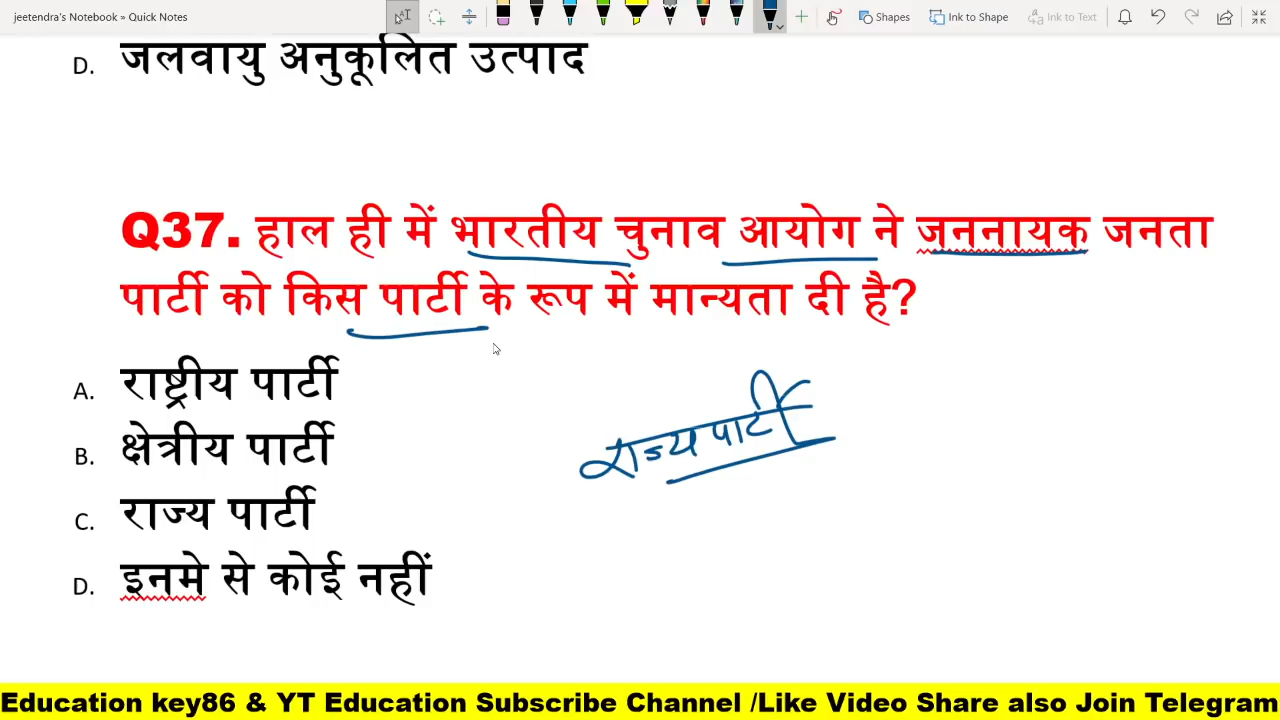 jeetendra's Notebook » Quick Notes
Shapes Ink to Shape Ink to Text
D. जलवायु अनुकूलित उत्पाद
Q37. हाल ही में भारतीय चुनाव आयोग ने जननायक जनता
पार्टी को किस पार्टी के रूप में मान्यता दी है?
A. राष्ट्रीय पार्टी
राज्य पार्टी
B. क्षेत्रीय पार्टी
C. राज्य पार्टी
D. इनमे से कोई नहीं
Education key86 & YT Education Subscribe Channel /Like Video Share also Join Telegram